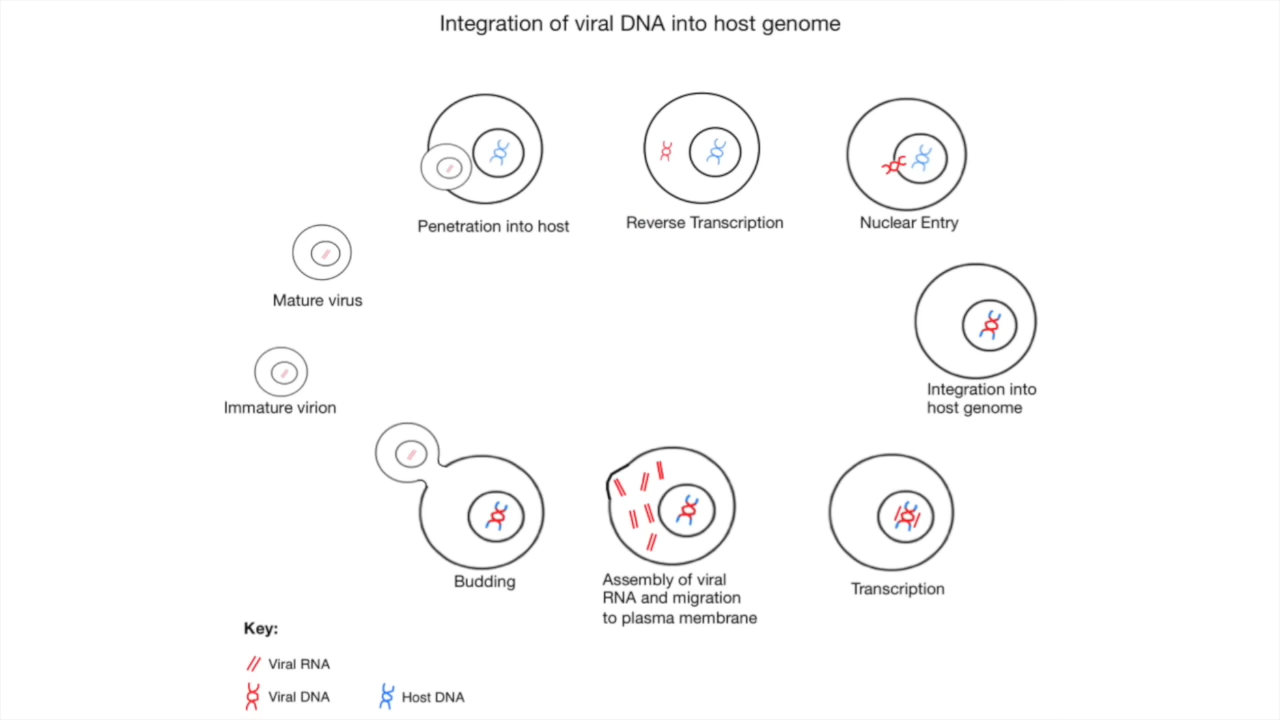 Integration of viral DNA into host genome
Penetration into host
Reverse Transcription
Nuclear Entry
Mature virus
Integration into
host genome
Immature virion
Budding
Assembly of viral
RNA and migration
to plasma membrane
Transcription
Key:
Viral RNA
Viral DNA
Host DNA